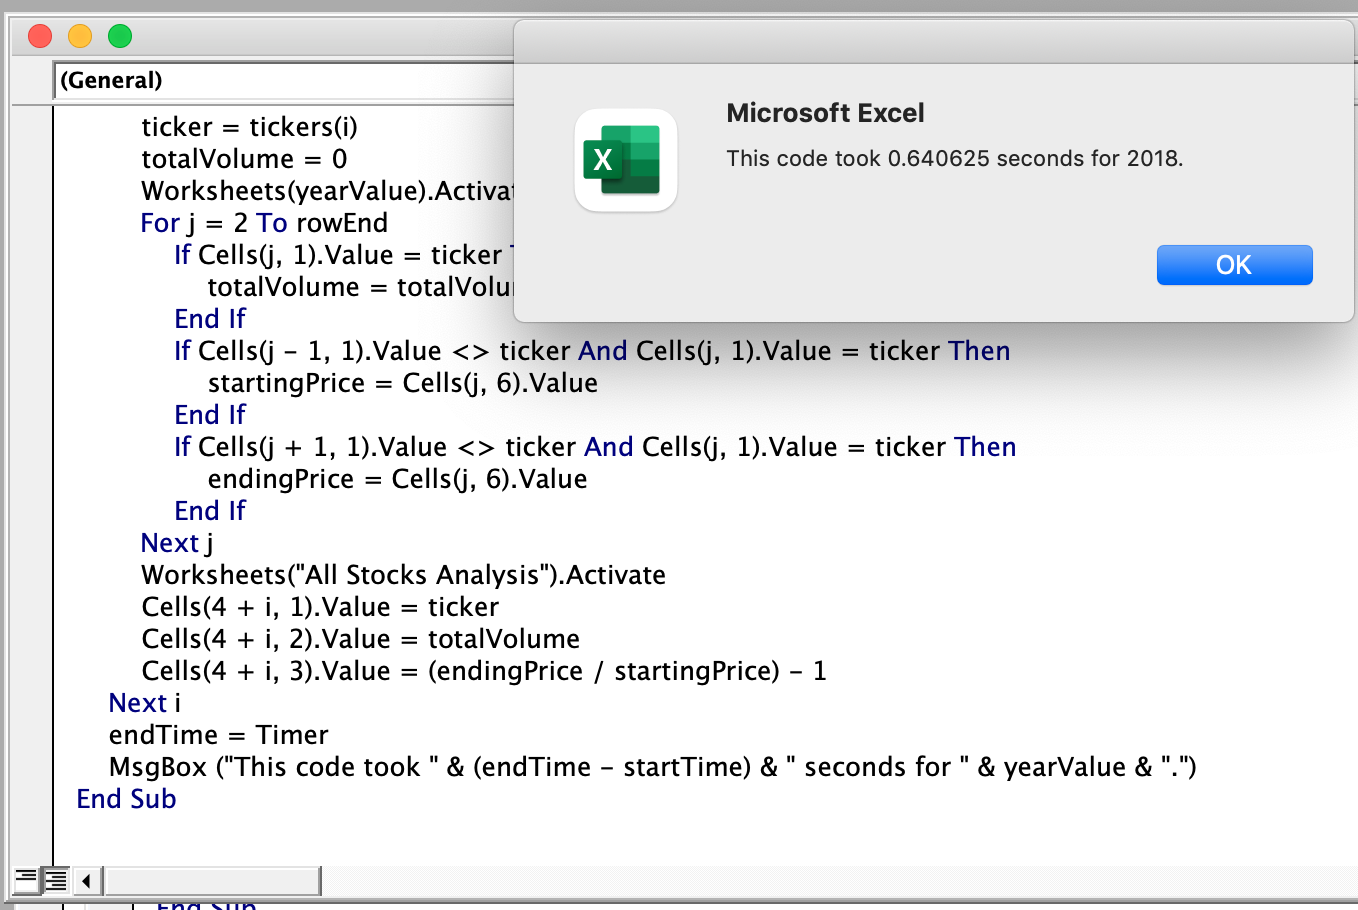 (General)
Microsoft Excel
This code took 0.640625 seconds for 2018.
OK
X
ticker = tickers(i)
totalVolume = 0
Worksheets(yearValue).Activat
For j = 2 To rowEnd
If Cells(j, 1).Value = ticker
totalVolume = totalVolu
End If
If Cells(j - 1, 1).Value <> ticker And Cells(j, 1).Value = ticker Then
startingPrice = Cells(j, 6).Value
End If
If Cells(j + 1, 1).Value <> ticker And Cells(j, 1).Value = ticker Then
endingPrice = Cells(j, 6).Value
End If
Next j
Worksheets("All Stocks Analysis").Activate
Cells(4 + i, 1).Value = ticker
Cells(4 + i, 2).Value = totalVolume
Cells(4 + i, 3).Value = (endingPrice / startingPrice) - 1
Next i
endTime = Timer
MsgBox ("This code took " & (endTime - startTime) & " seconds for " & yearValue & ".")
End Sub
End Sub